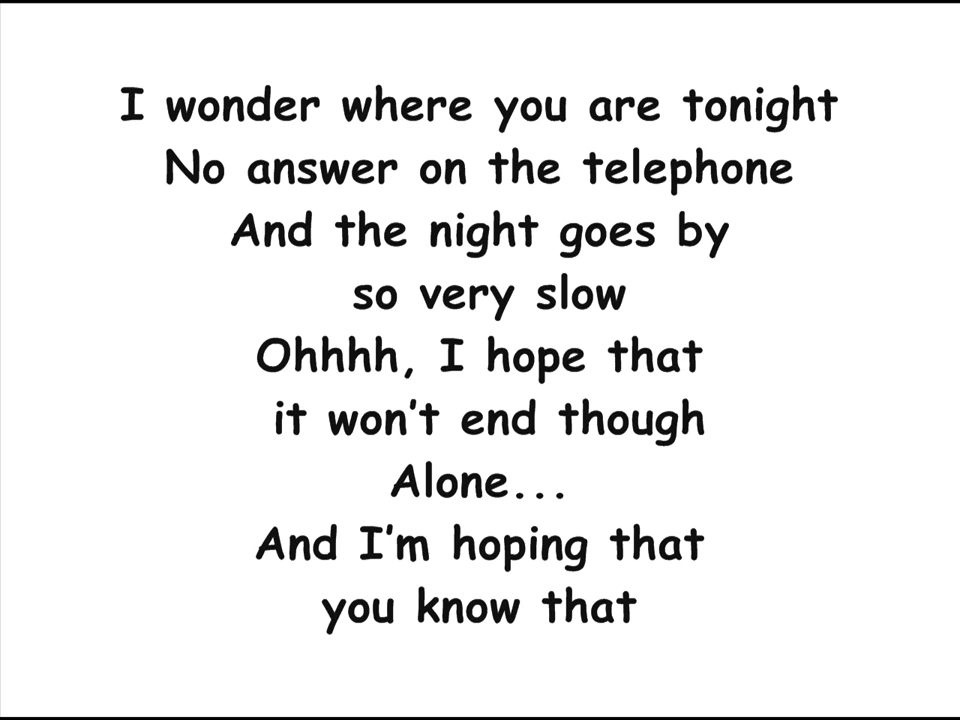 I wonder where you are tonight
No answer on the telephone
And the night goes by
so very slow
Ohhhh, I hope that
it won't end though
Alone...
And I'm hoping that
you know that